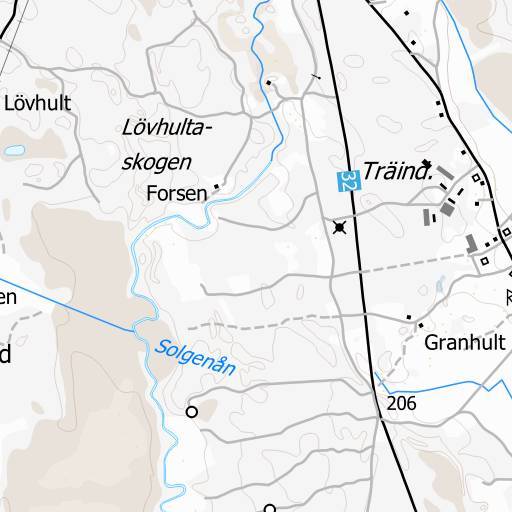 Lövhult
Lövhulta-
skogen
Forsen
32
Träind.
en
Solgenån
d
Granhult
206